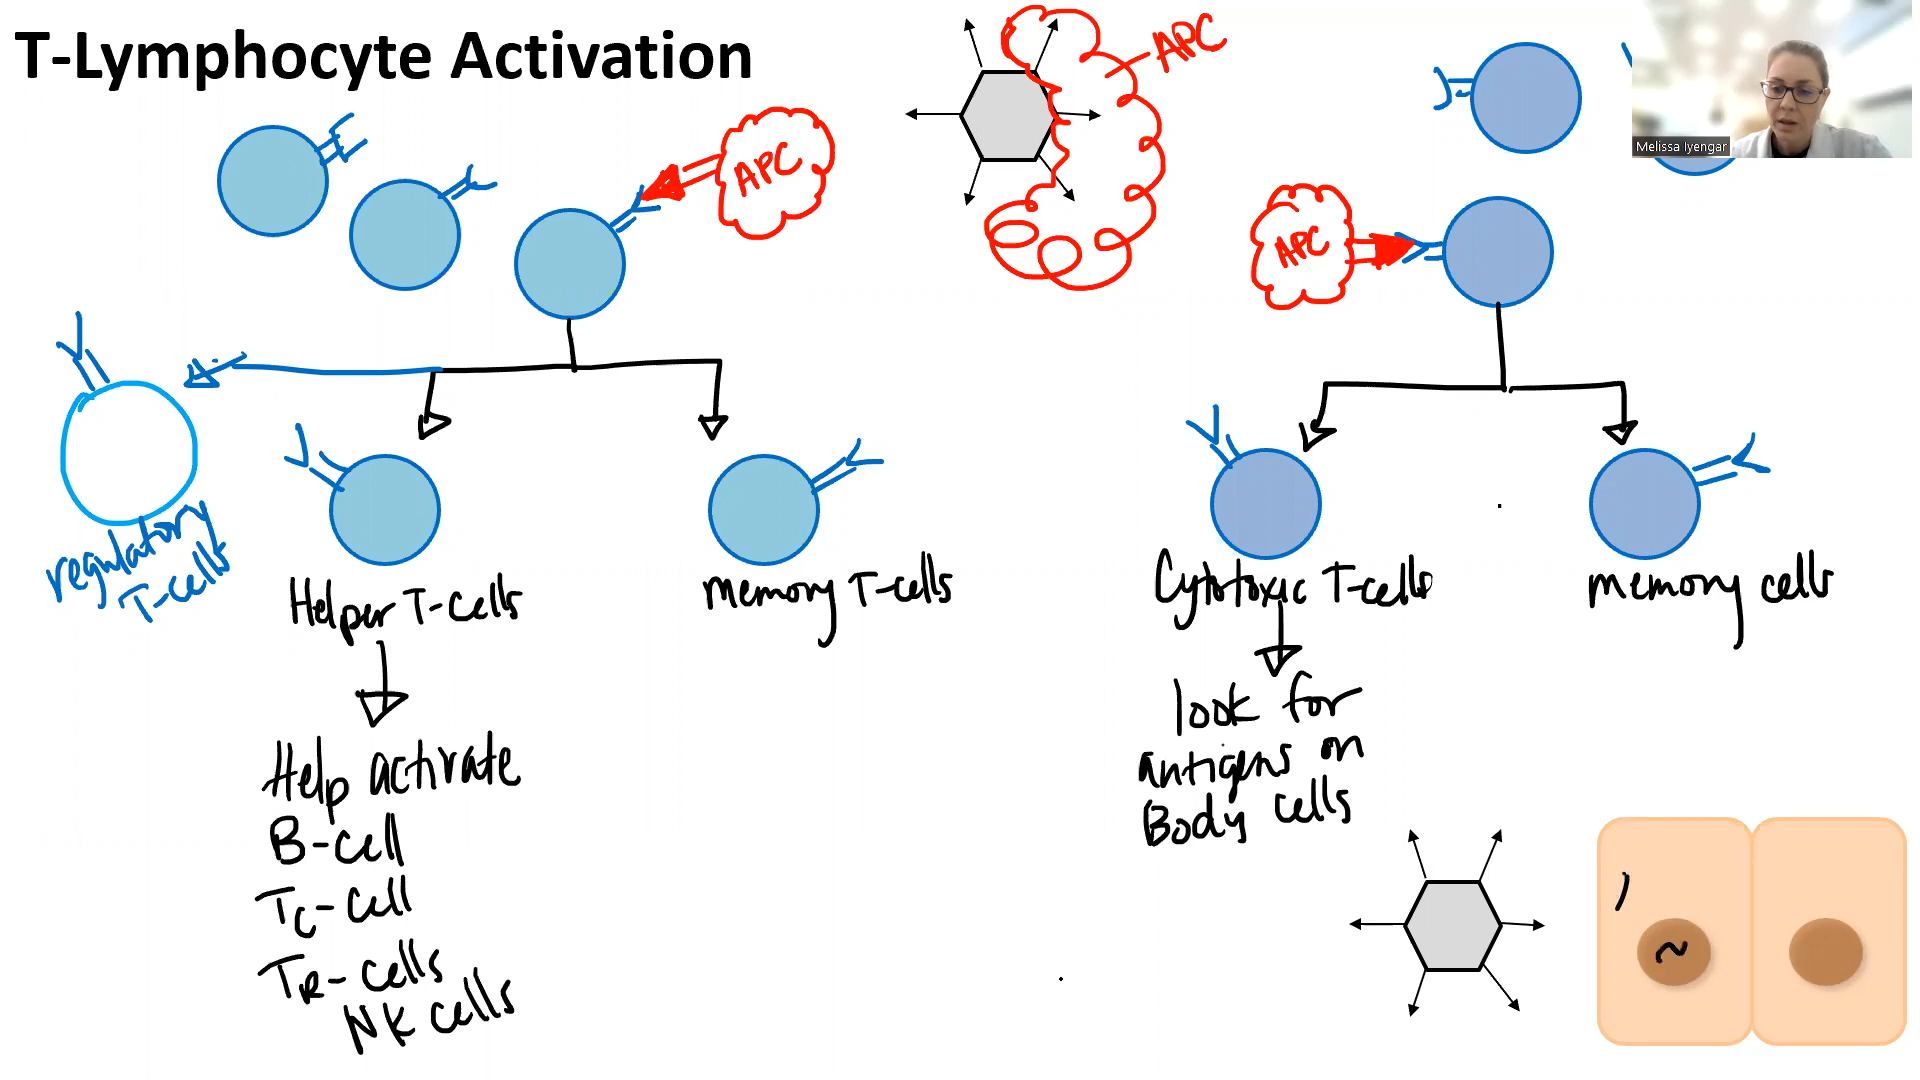 T-Lymphocyte Activation
APC
APC
APC
Melissa Iyengar
regulatory
T-cells
Helper T-cells
memory T-cells
Cytotoxic T-cells
memory cells
Help activate
B-cell
Tc-cell
TR-cells
NK cells
look for
antigens on
Body cells